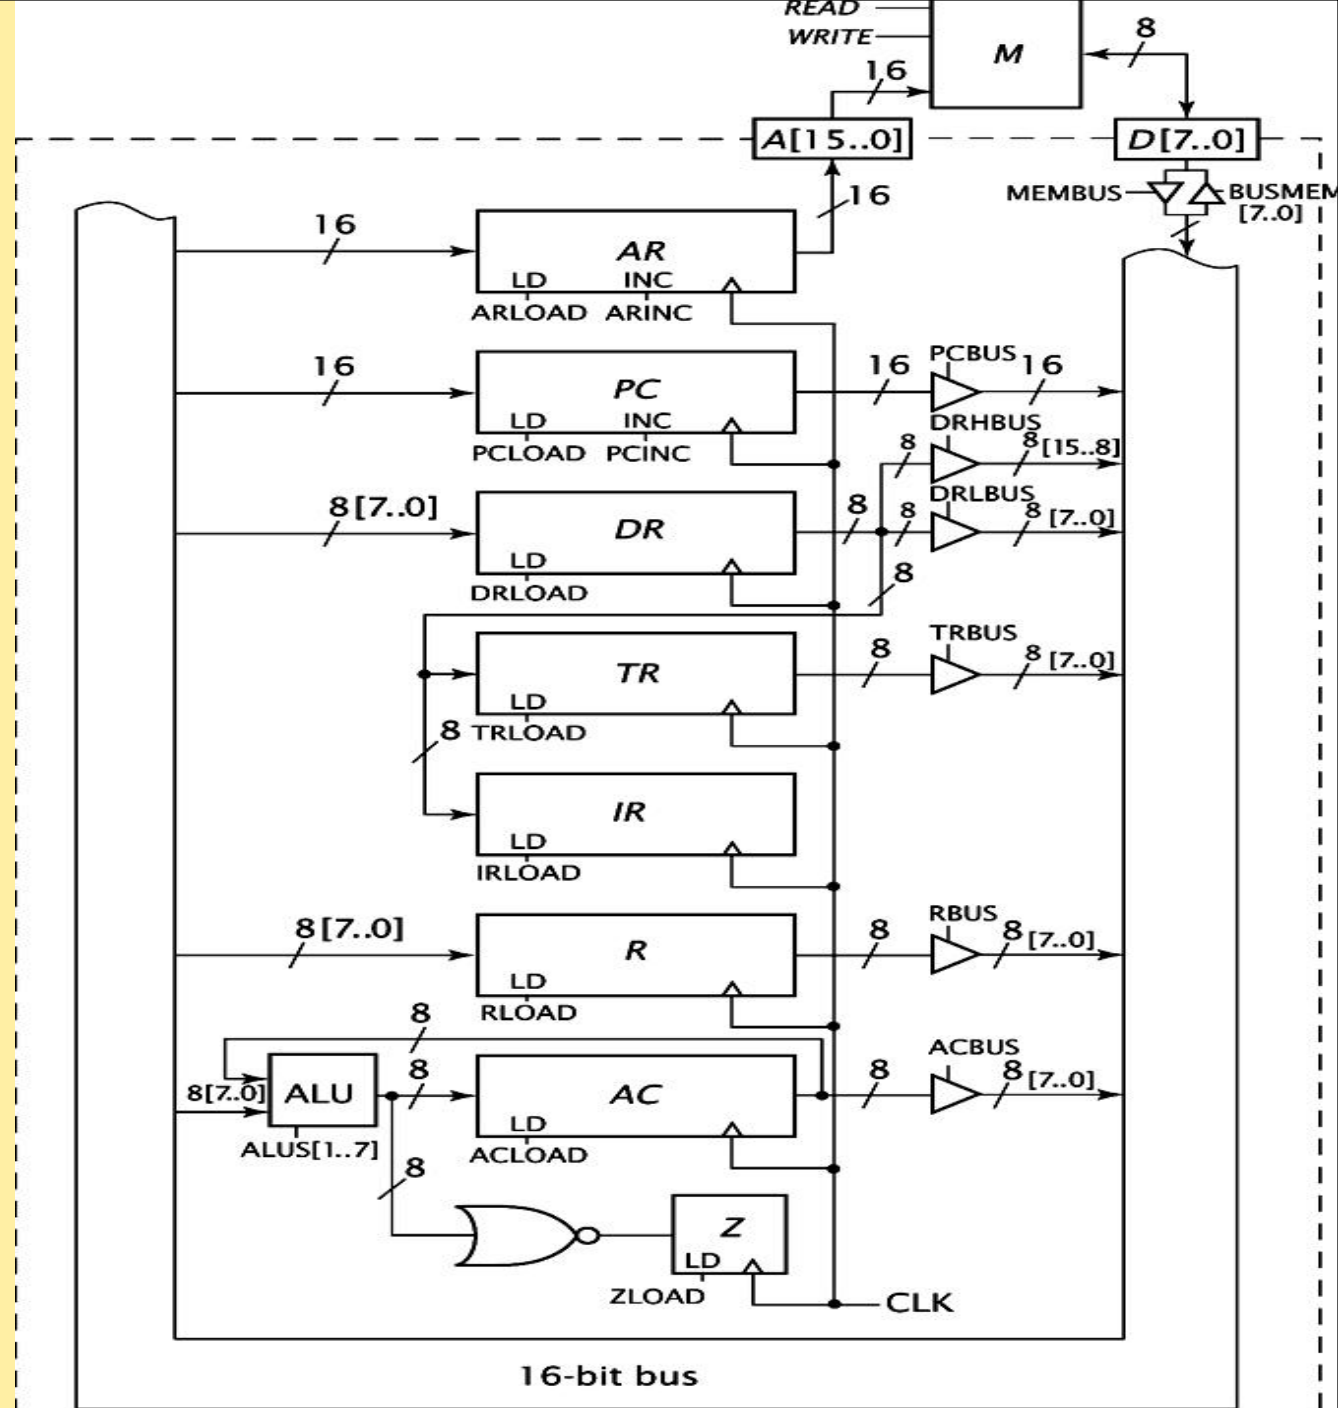 READ
WRITE
M
8
16
A[15..0]
D[7..0]
16
MEMBUS
BUSMEM
[7..0]
16
AR
LD INC
ARLOAD ARINC
16
PC
LD INC
PCLOAD PCINC
16
PCBUS
16
DRHBUS
8
8 [15..8]
8 [7..0]
DR
LD
DRLOAD
8
8
DRLBUS
8 [7..0]
8
TR
LD
TRLOAD
8
TRBUS
8 [7..0]
8
IR
LD
IRLOAD
8 [7..0]
R
LD
RLOAD
8
RBUS
8 [7..0]
8
8[7..0]
ALU
ALUS[1..7]
8
AC
LD
ACLOAD
8
ACBUS
8 [7..0]
8
Z
LD
ZLOAD
CLK
16-bit bus